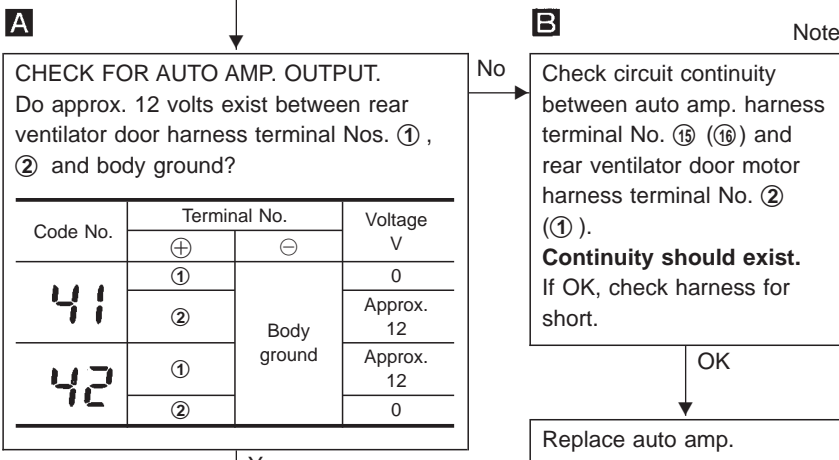 A
CHECK FOR AUTO AMP. OUTPUT.
Do approx. 12 volts exist between rear
ventilator door harness terminal Nos. ① ,
② and body ground?
Code No.
Terminal No.
Voltage
V
⊕
⊖
41
①
Body
ground
0
②
Approx.
12
42
①
Approx.
12
②
0
No
B
Note
Check circuit continuity
between auto amp. harness
terminal No. ⑮ (⑯) and
rear ventilator door motor
harness terminal No. ②
(① ).
Continuity should exist.
If OK, check harness for
short.
OK
Replace auto amp.